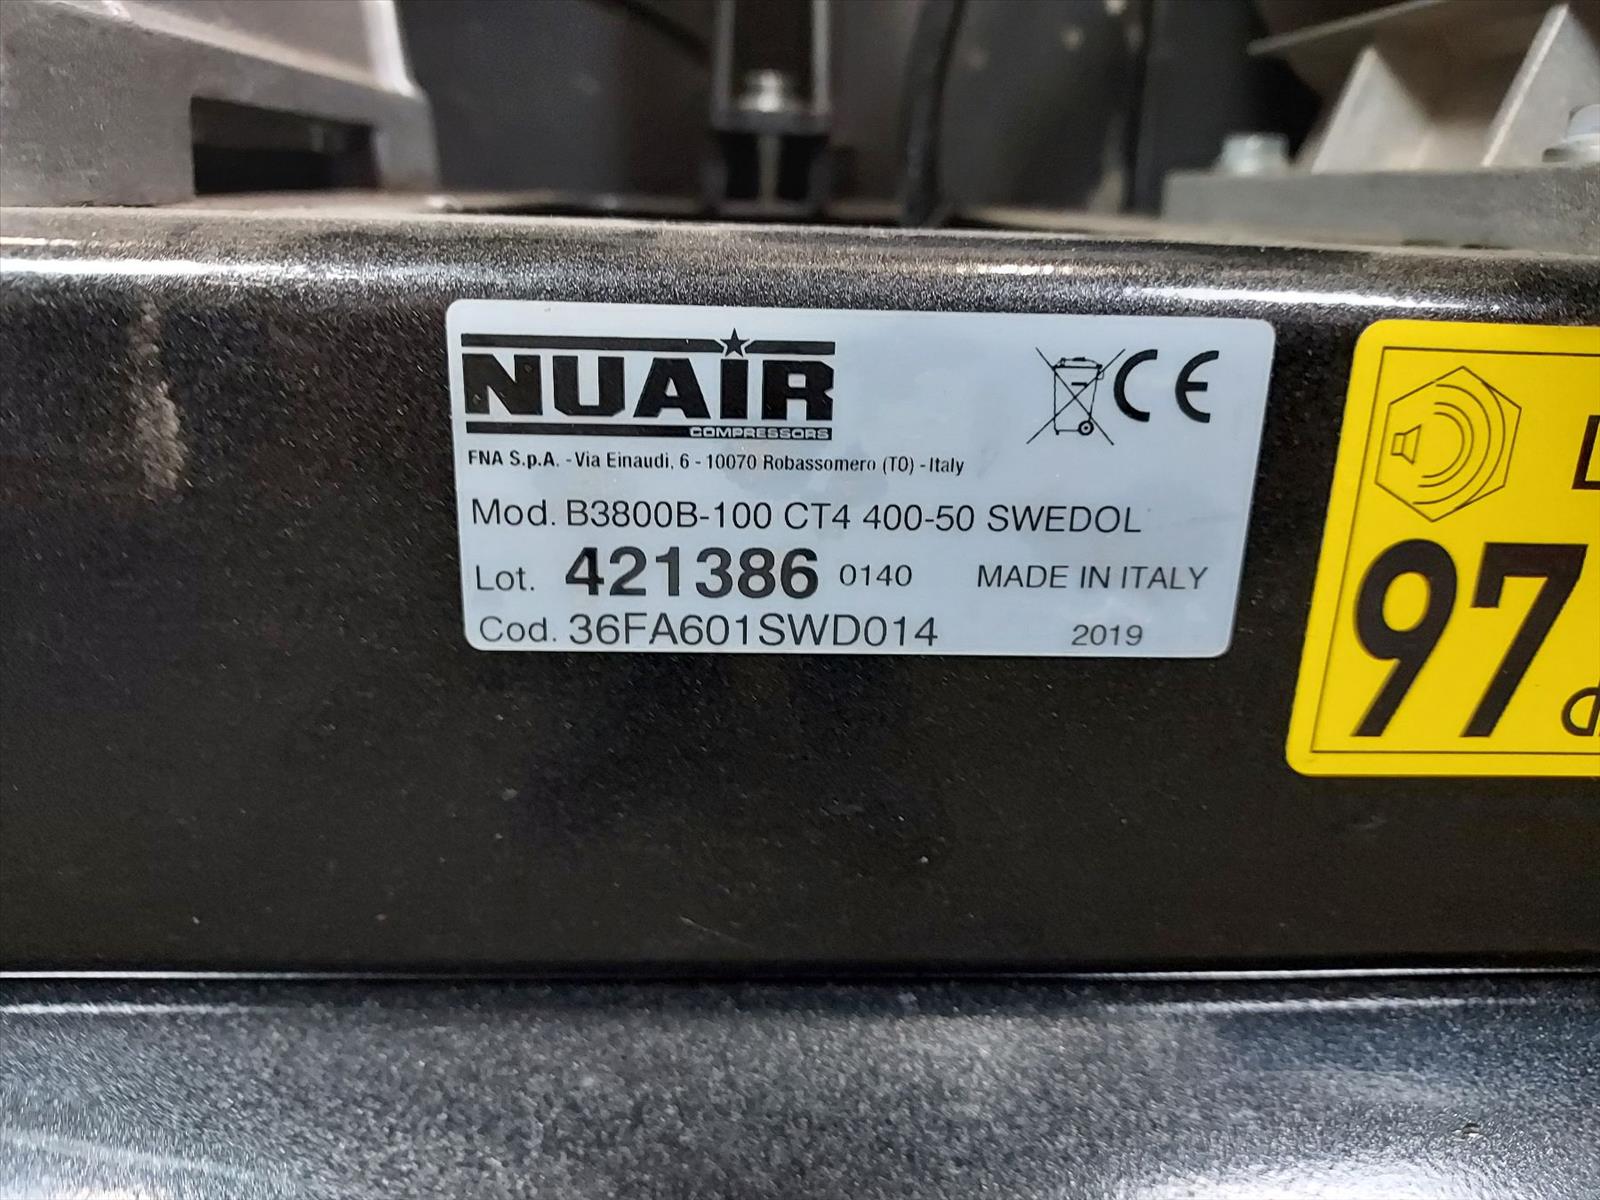 NUAIR
COMPRESSORS
CE
FNA S.p.A. - Via Einaudi, 6 - 10070 Robassomero (TO) - Italy
Mod. B3800B-100 CT4 400-50 SWEDOL
Lot. 421386 0140 MADE IN ITALY
Cod. 36FA601SWD014 2019
97